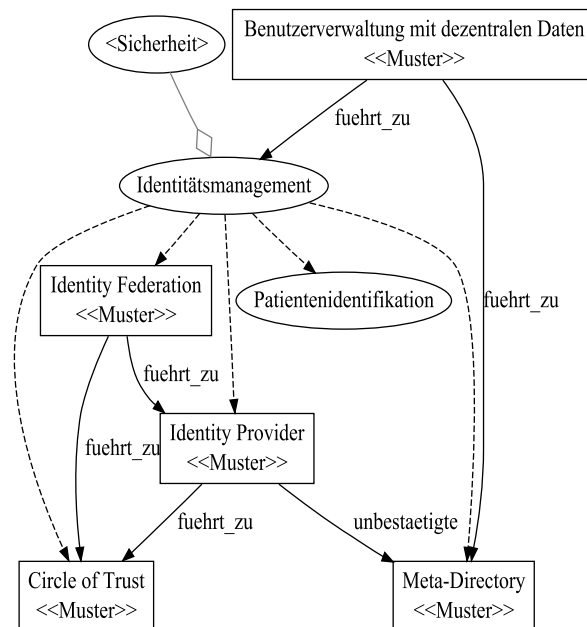 <Sicherheit>
Benutzerverwaltung mit dezentralen Daten
<<Muster>>
fuehrt_zu
Identitätsmanagement
Identity Federation
<<Muster>>
Patientenidentifikation
fuehrt_zu
fuehrt_zu
Identity Provider
<<Muster>>
fuehrt_zu
fuehrt_zu
unbestaetigte
Circle of Trust
<<Muster>>
Meta-Directory
<<Muster>>